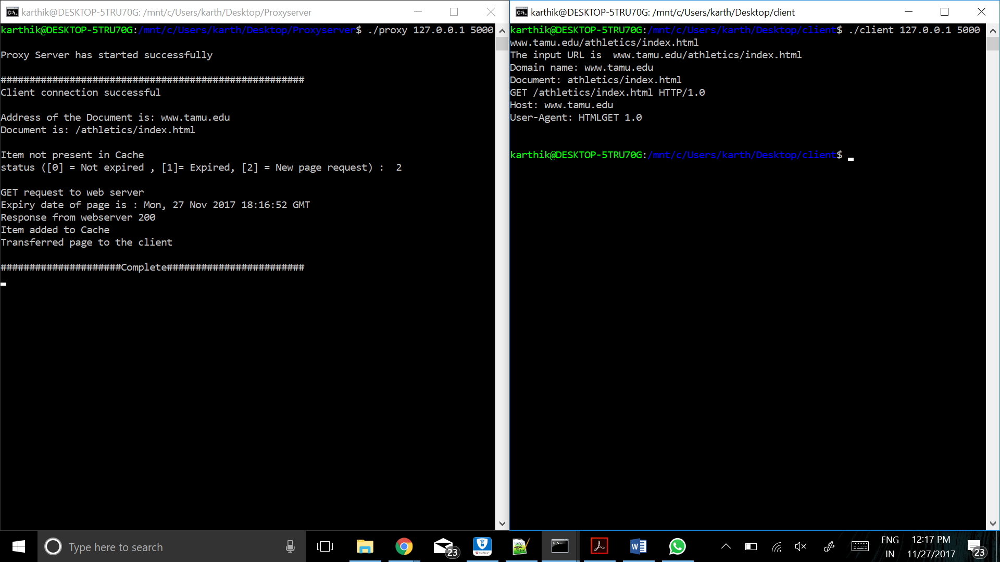 karthik@DESKTOP-5TRU70G: /mnt/c/Users/karth/Desktop/Proxyserver
karthik@DESKTOP-5TRU70G:/mnt/c/Users/karth/Desktop/Proxyserver$ ./proxy 127.0.0.1 5000
Proxy Server has started successfully
#####################################################
Client connection successful
Address of the Document is: www.tamu.edu
Document is: /athletics/index.html
Item not present in Cache
status ([0] = Not expired , [1]= Expired, [2] = New page request) :  2
GET request to web server
Expiry date of page is : Mon, 27 Nov 2017 18:16:52 GMT
Response from webserver 200
Item added to Cache
Transferred page to the client
#####################Complete########################
karthik@DESKTOP-5TRU70G: /mnt/c/Users/karth/Desktop/client
karthik@DESKTOP-5TRU70G:/mnt/c/Users/karth/Desktop/client$ ./client 127.0.0.1 5000
www.tamu.edu/athletics/index.html
The input URL is  www.tamu.edu/athletics/index.html
Domain name: www.tamu.edu
Document: athletics/index.html
GET /athletics/index.html HTTP/1.0
Host: www.tamu.edu
User-Agent: HTMLGET 1.0
karthik@DESKTOP-5TRU70G:/mnt/c/Users/karth/Desktop/client$
Type here to search
23
ENG
IN
12:17 PM
11/27/2017
23